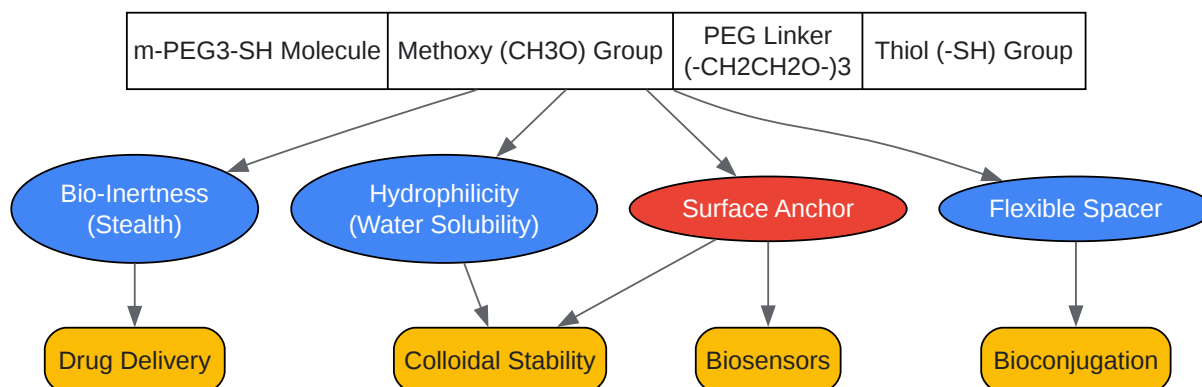 m-PEG3-SH Molecule
Methoxy (CH3O) Group
PEG Linker
(-CH2CH2O-)3
Thiol (-SH) Group
Bio-Inertness
(Stealth)
Hydrophilicity
(Water Solubility)
Surface Anchor
Flexible Spacer
Drug Delivery
Colloidal Stability
Biosensors
Bioconjugation